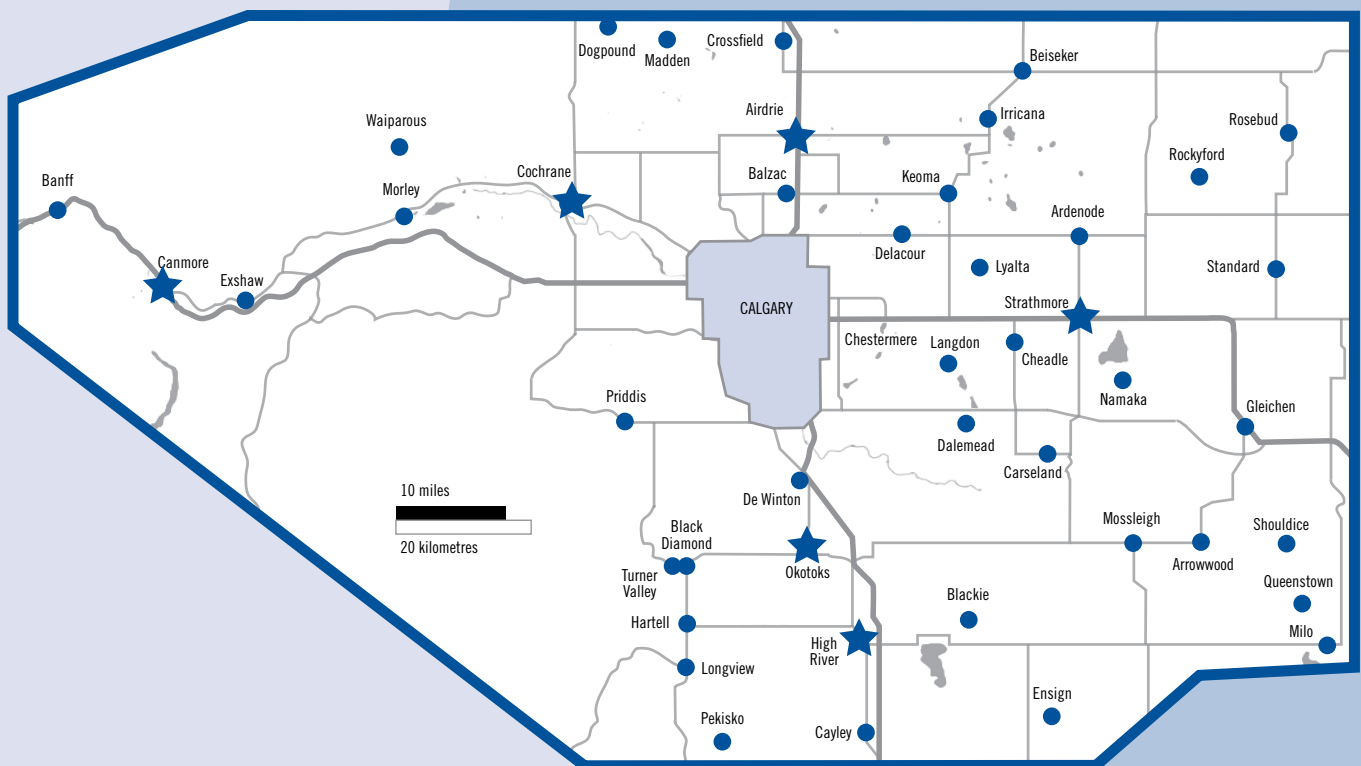 Dogpound
Madden
Crossfield
Beiseker
Airdrie
Irricana
Waiparous
Rosebud
Rockyford
Banff
Morley
Cochrane
Balzac
Keoma
Ardenode
Delacour
Canmore
Exshaw
Lyalta
Standard
CALGARY
Strathmore
Chestermere
Langdon
Cheadle
Namaka
Priddis
Gleichen
Dalemead
Carseland
10 miles
20 kilometres
De Winton
Black
Diamond
Mossleigh
Shouldice
Turner
Valley
Okotoks
Arrowwood
Queenstown
Hartell
Blackie
Milo
High
River
Longview
Ensign
Pekisko
Cayley